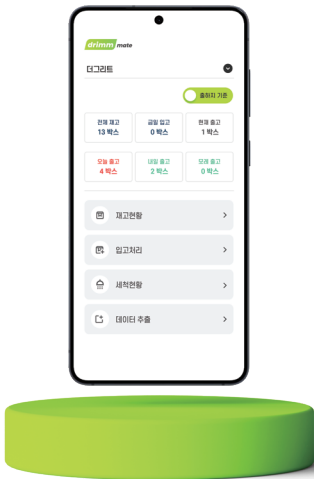 drimm mate
더그리트
출하지 기준
전체 재고
금일 입고
현재 출고
13 박스
0 박스
1 박스
오늘 출고
내일 출고
모레 출고
4 박스
2 박스
0 박스
재고현황
입고처리
세척현황
데이터 추출